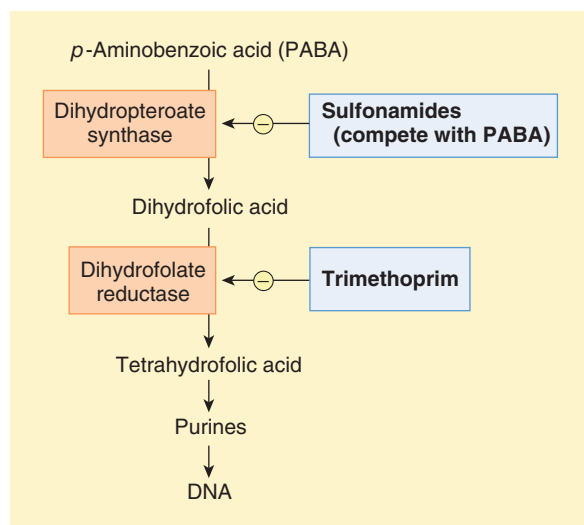 p-Aminobenzoic acid (PABA)
Dihydropteroate
synthase
−
Sulfonamides
(compete with PABA)
Dihydrofolic acid
Dihydrofolate
reductase
−
Trimethoprim
Tetrahydrofolic acid
Purines
DNA